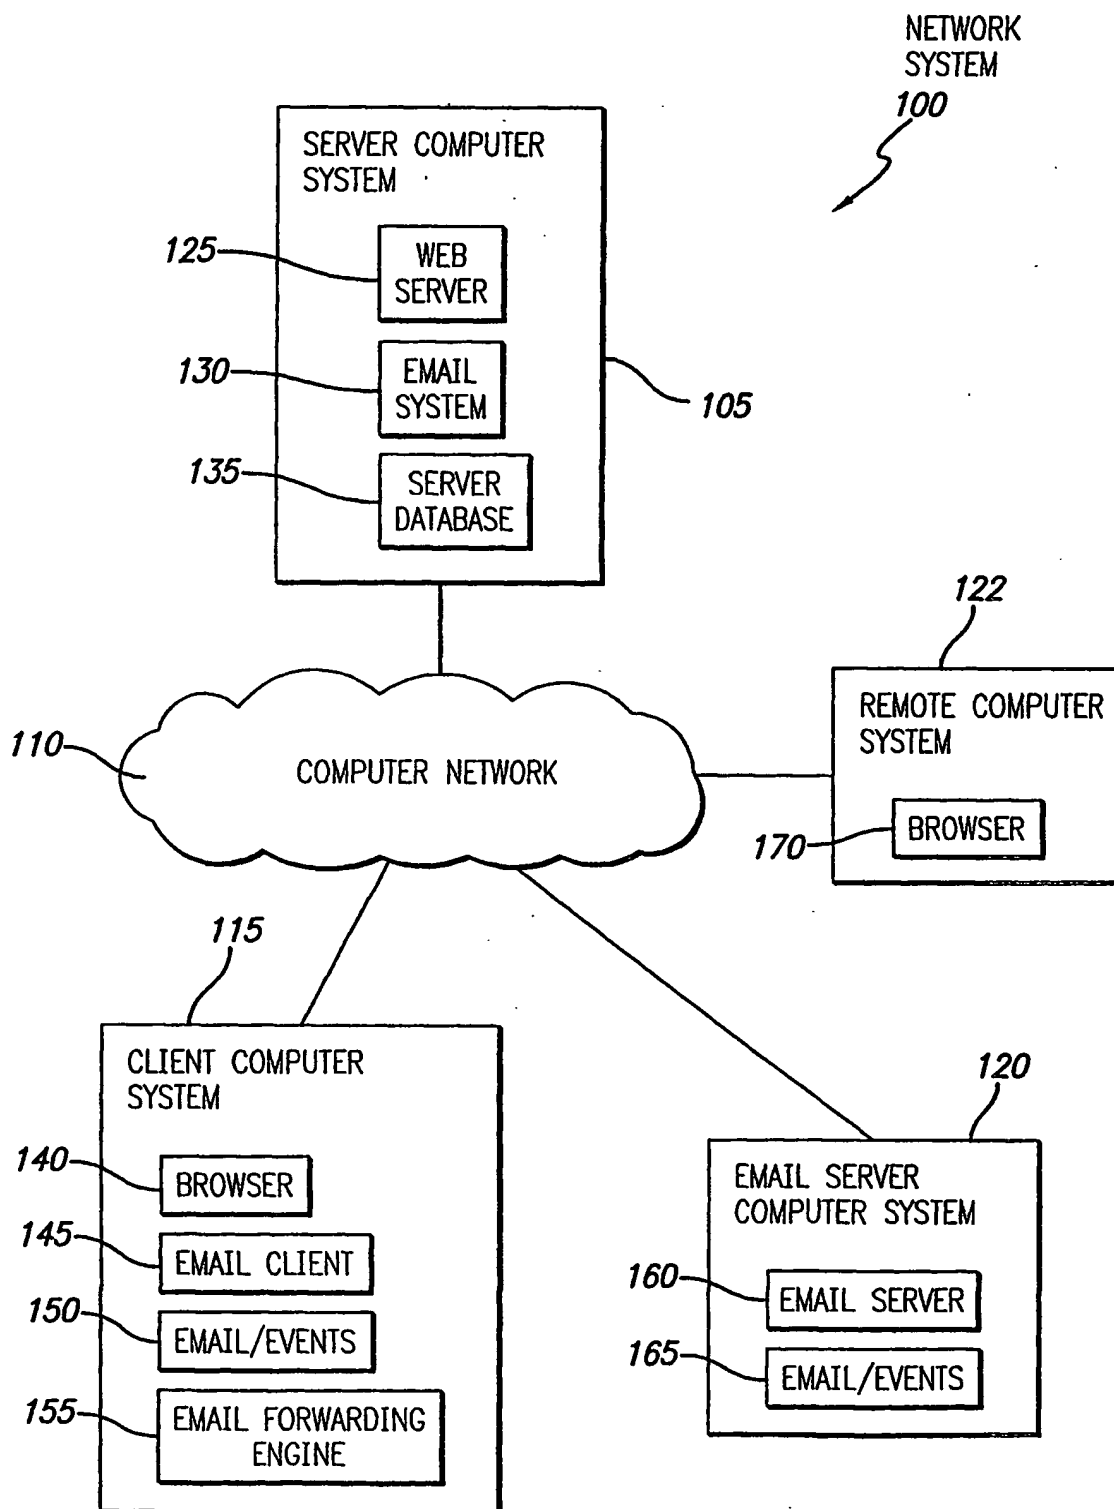 NETWORK
SYSTEM
100
SERVER COMPUTER
SYSTEM
125
WEB
SERVER
130
EMAIL
SYSTEM
105
135
SERVER
DATABASE
122
REMOTE COMPUTER
SYSTEM
110
COMPUTER NETWORK
170
BROWSER
115
CLIENT COMPUTER
SYSTEM
120
140
BROWSER
EMAIL SERVER
COMPUTER SYSTEM
145
EMAIL CLIENT
160
EMAIL SERVER
150
EMAIL/EVENTS
165
EMAIL/EVENTS
155
EMAIL FORWARDING
ENGINE